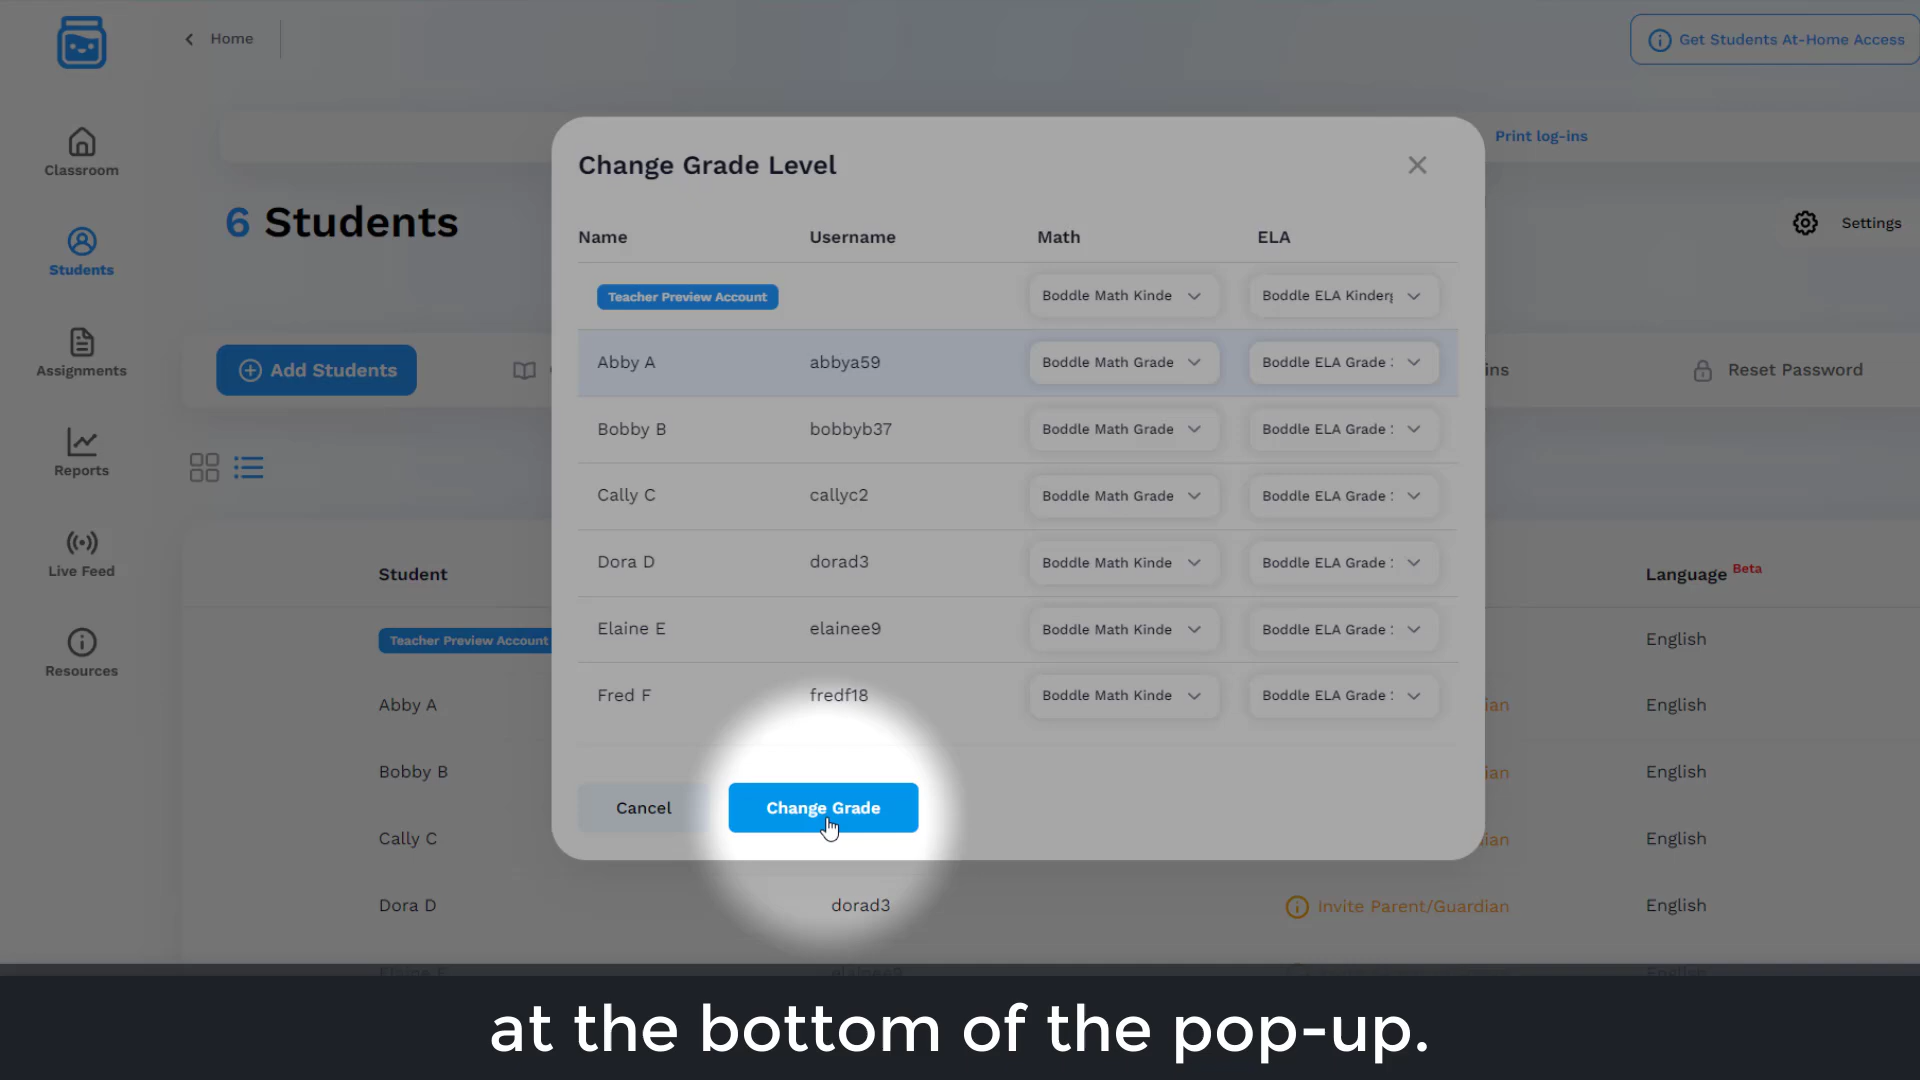 Home
Get Students At-Home Access
Classroom
Students
Assignments
Reports
Live Feed
Resources
Print log-ins
6 Students
Settings
Add Students
ins
Reset Password
Student
Language Beta
Teacher Preview Account
English
Abby A
ian
English
Bobby B
ian
English
Cally C
ian
English
Dora D
dorad3
Invite Parent/Guardian
English
Change Grade Level
Name Username Math ELA
Teacher Preview Account Boddle Math Kinde Boddle ELA Kinderg
Abby A abbya59 Boddle Math Grade Boddle ELA Grade
Bobby B bobbyb37 Boddle Math Grade Boddle ELA Grade
Cally C callyc2 Boddle Math Grade Boddle ELA Grade
Dora D dorad3 Boddle Math Kinde Boddle ELA Grade
Elaine E elainee9 Boddle Math Kinde Boddle ELA Grade
Fred F fredf18 Boddle Math Kinde Boddle ELA Grade
Cancel
Change Grade
at the bottom of the pop-up.